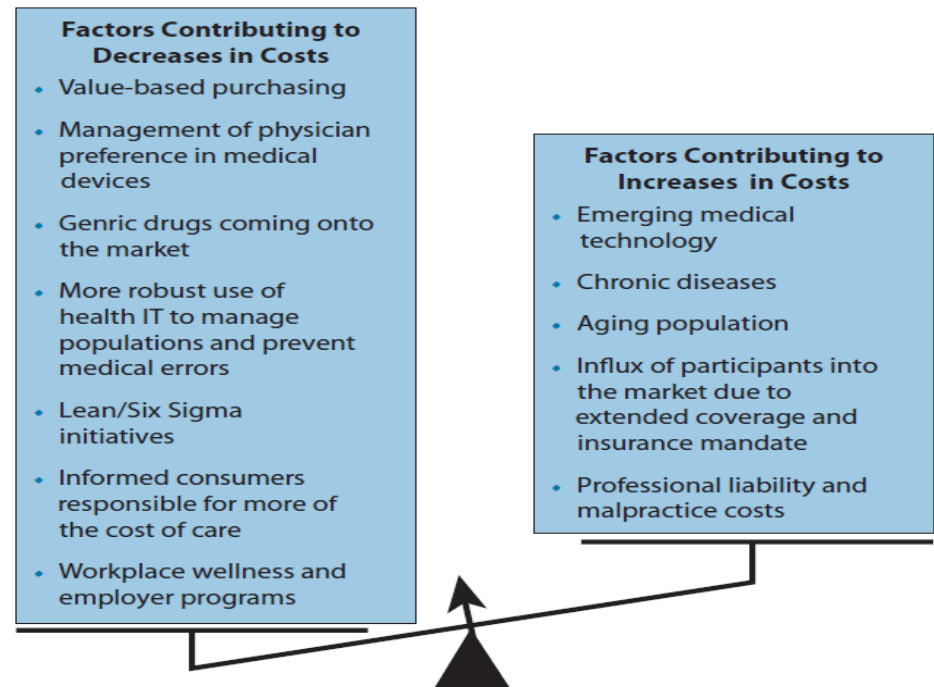 Factors Contributing to
Decreases in Costs
• Value-based purchasing
• Management of physician
preference in medical
devices
• Genric drugs coming onto
the market
• More robust use of
health IT to manage
populations and prevent
medical errors
• Lean/Six Sigma
initiatives
• Informed consumers
responsible for more of
the cost of care
• Workplace wellness and
employer programs
Factors Contributing to
Increases in Costs
• Emerging medical
technology
• Chronic diseases
• Aging population
• Influx of participants into
the market due to
extended coverage and
insurance mandate
• Professional liability and
malpractice costs